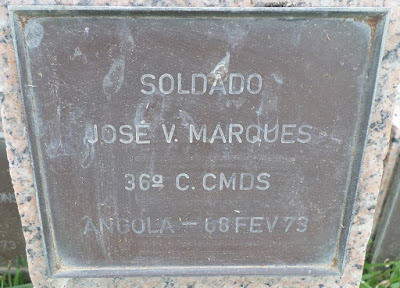 SOLDADO
JOSÉ V. MARQUES
36º C. CMDS
ANGOLA — 08 FEV 73